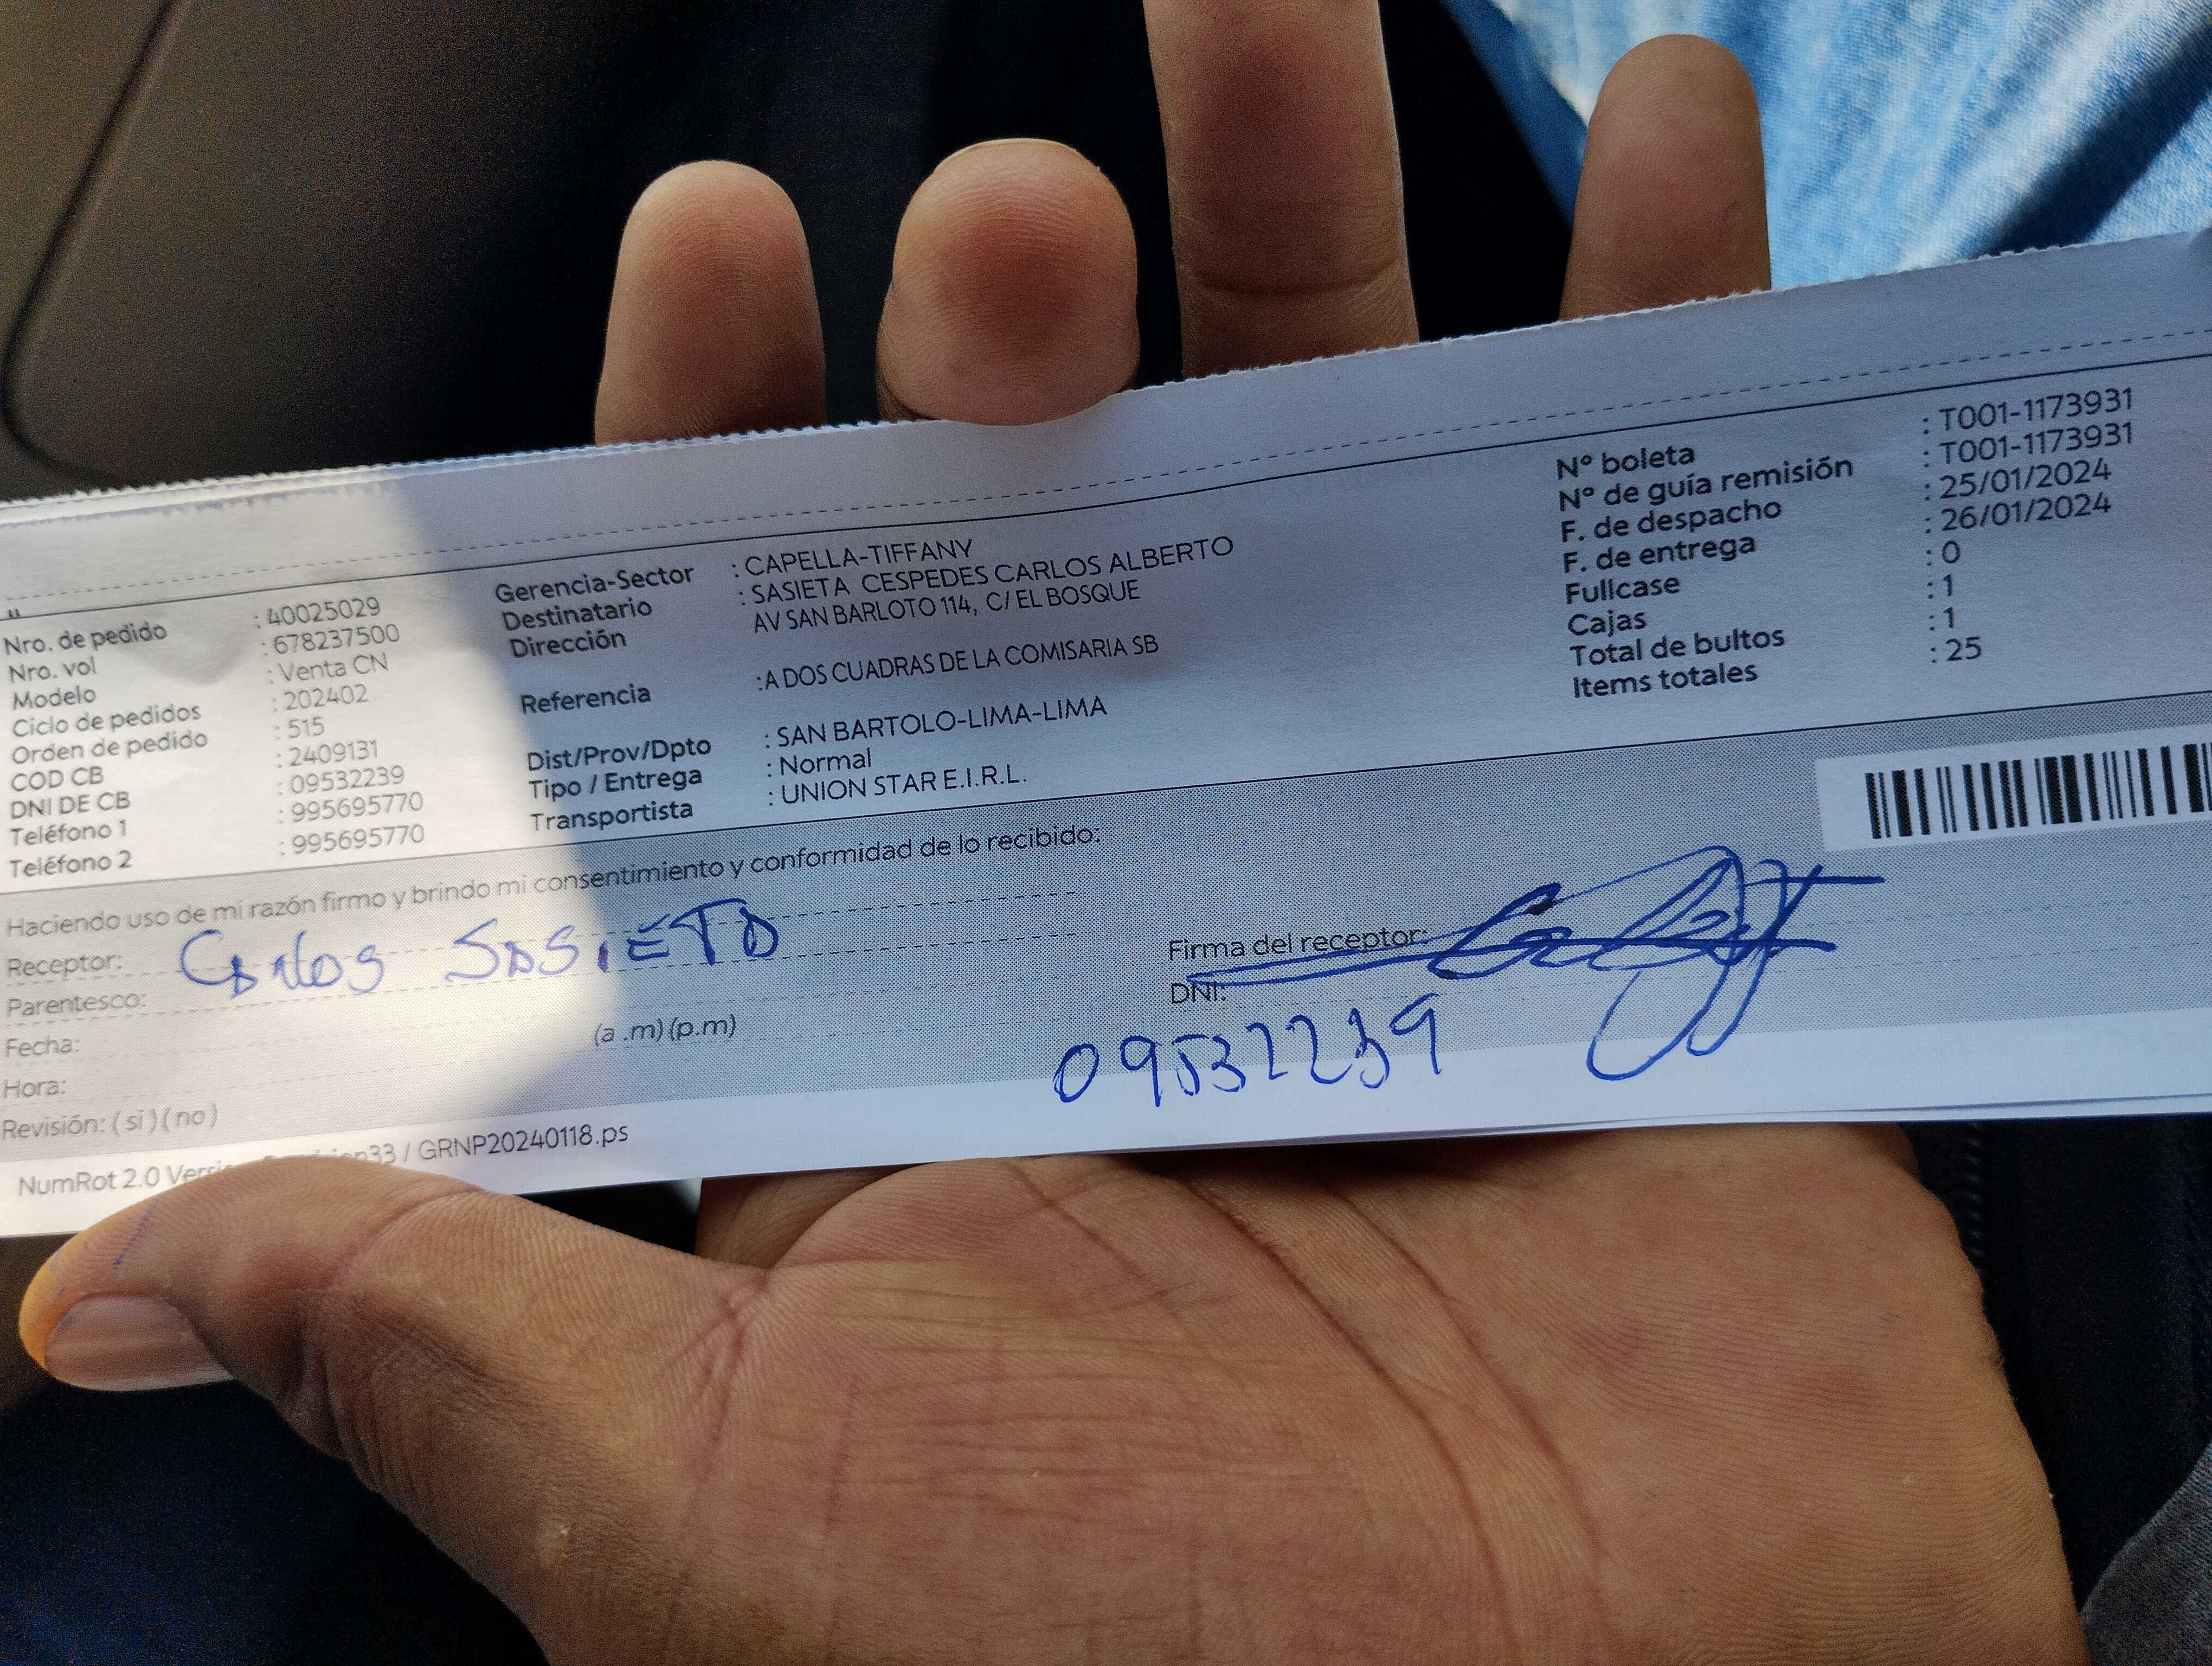 Nro. de pedido : 40025029
Nro. vol : 678237500
Modelo : Venta CN
Ciclo de pedidos : 202402
Orden de pedido : 515
COD CB : 2409131
DNI DE CB : 09532239
Teléfono 1 : 995695770
Teléfono 2 : 995695770
Gerencia-Sector : CAPELLA-TIFFANY
Destinatario : SASIETA CESPEDES CARLOS ALBERTO
Dirección AV SAN BARLOTO 114, C/ EL BOSQUE
Referencia :A DOS CUADRAS DE LA COMISARIA SB
Dist/Prov/Dpto : SAN BARTOLO-LIMA-LIMA
Tipo / Entrega : Normal
Transportista : UNION STAR E.I.R.L.
Nº boleta : T001-1173931
Nº de guía remisión : T001-1173931
F. de despacho : 25/01/2024
F. de entrega : 26/01/2024
Fullcase : 0
Cajas : 1
Total de bultos : 1
Items totales : 25
Haciendo uso de mi razón firmo y brindo mi consentimiento y conformidad de lo recibido:
Receptor: Carlos SASIETA
Parentesco:
Fecha:
Hora: (a .m) (p.m)
Revisión: ( si ) ( no )
Firma del receptor:
DNI:
09532239
NumRot 2.0 33 / GRNP20240118.ps